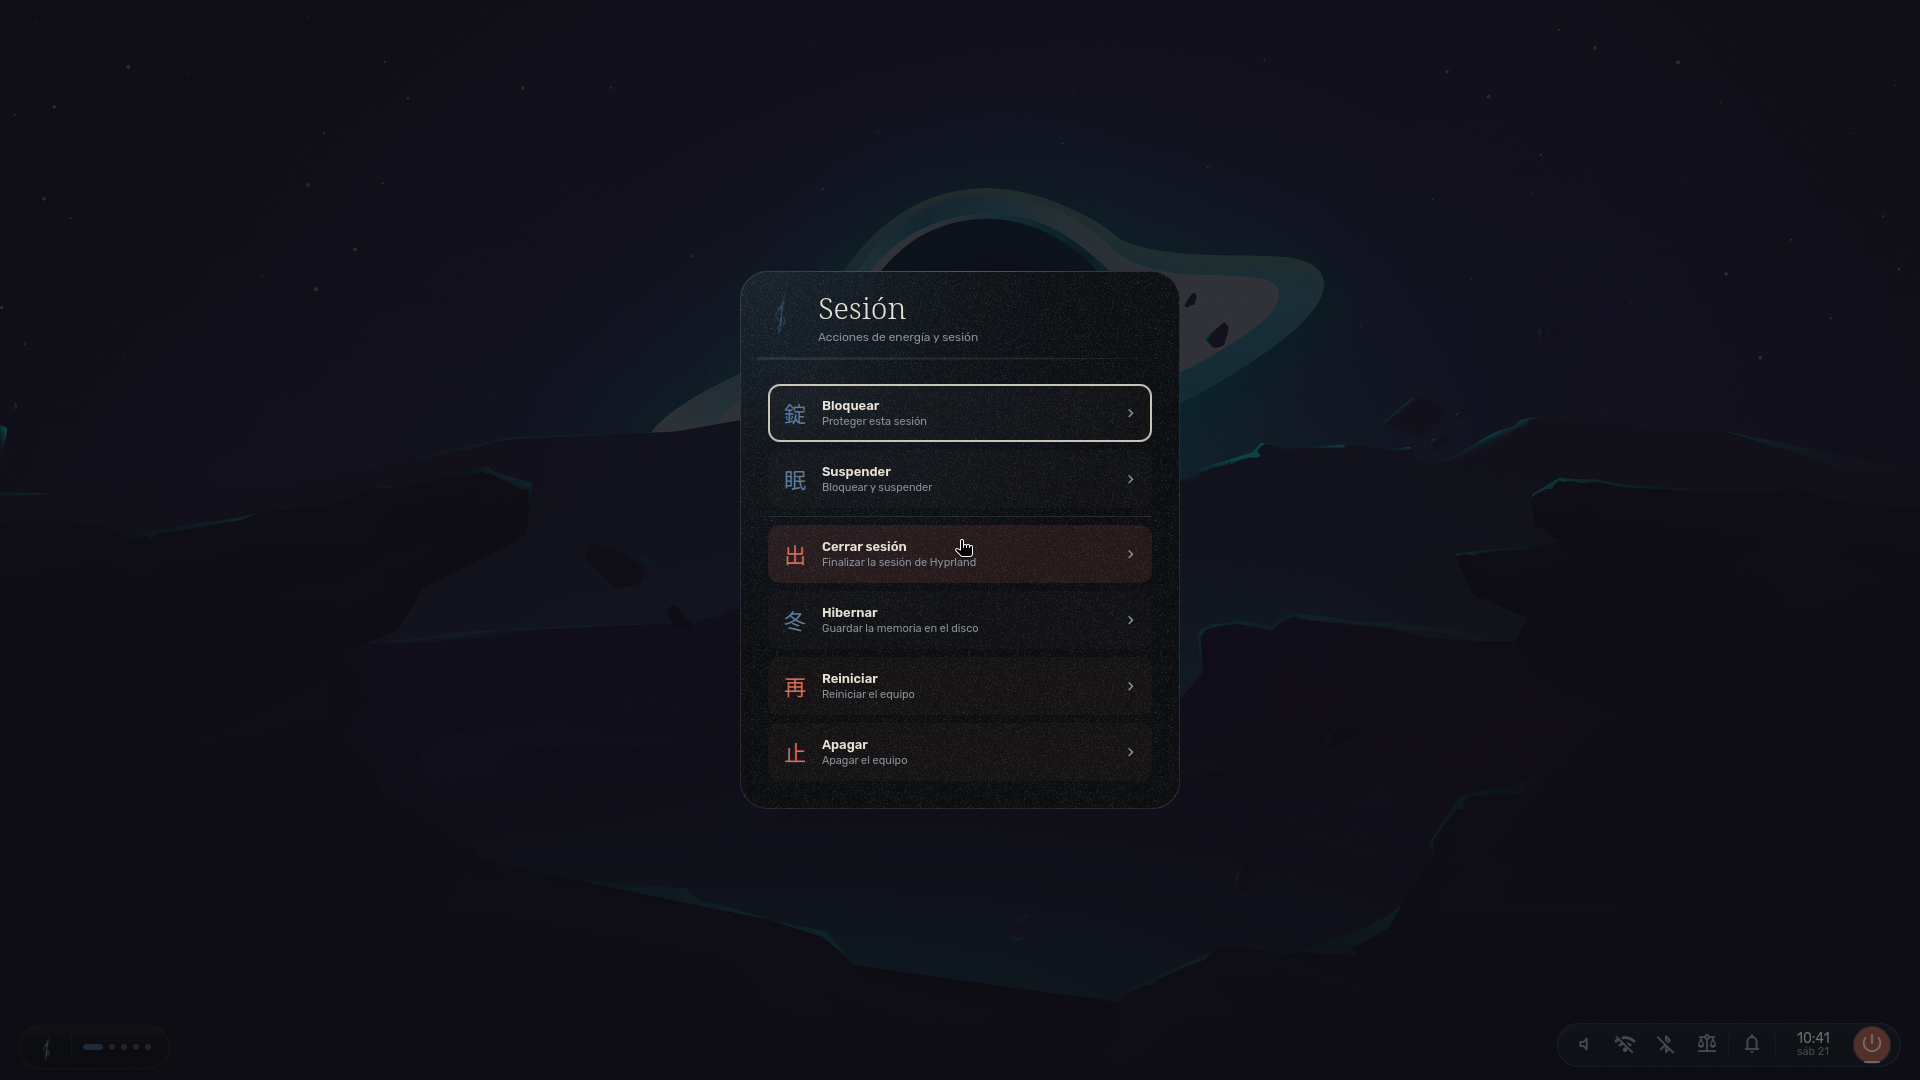 Sesión
Acciones de energía y sesión
錠
Bloquear
Proteger esta sesión
眠
Suspender
Bloquear y suspender
出
Cerrar sesión
Finalizar la sesión de Hyprland
冬
Hibernar
Guardar la memoria en el disco
再
Reiniciar
Reiniciar el equipo
止
Apagar
Apagar el equipo
10:41
sáb 21